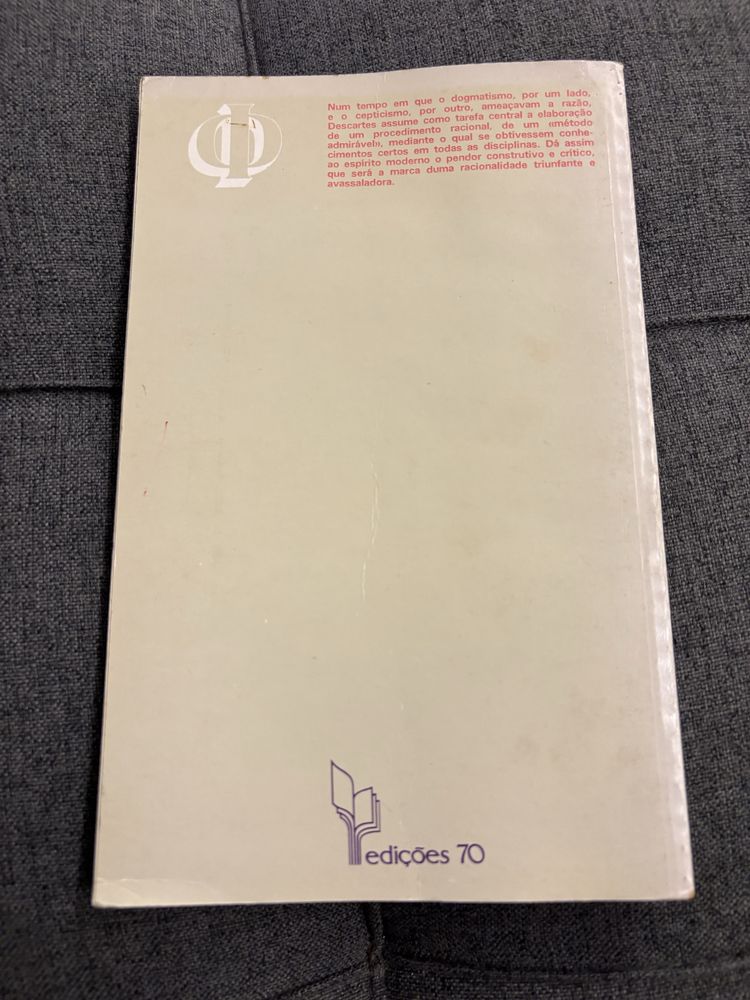 Num tempo em que o dogmatismo, por um lado,
e o cepticismo, por outro, ameaçavam a razão,
Descartes assume como tarefa central a elaboração
de um procedimento racional, de um «método
admirável», mediante o qual se obtivessem conhe-
cimentos certos em todas as disciplinas. Dá assim
ao espírito moderno o pendor construtivo e crítico,
que será a marca duma racionalidade triunfante e
avassaladora.
edições 70